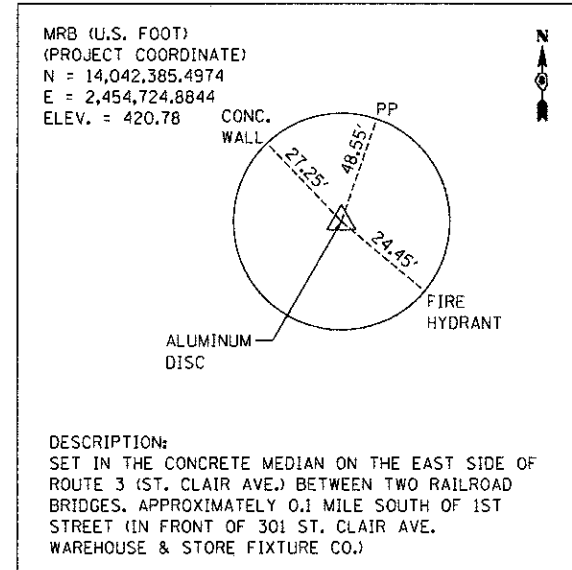 MRB (U.S. FOOT)
(PROJECT COORDINATE)
N = 14,042,385.4974
E = 2,454,724.8844
ELEV. = 420.78
N
CONC.
WALL
PP
27.25'
48.55'
24.45'
FIRE
HYDRANT
ALUMINUM
DISC
DESCRIPTION:
SET IN THE CONCRETE MEDIAN ON THE EAST SIDE OF
ROUTE 3 (ST. CLAIR AVE.) BETWEEN TWO RAILROAD
BRIDGES. APPROXIMATELY 0.1 MILE SOUTH OF 1ST
STREET (IN FRONT OF 301 ST. CLAIR AVE.
WAREHOUSE & STORE FIXTURE CO.)